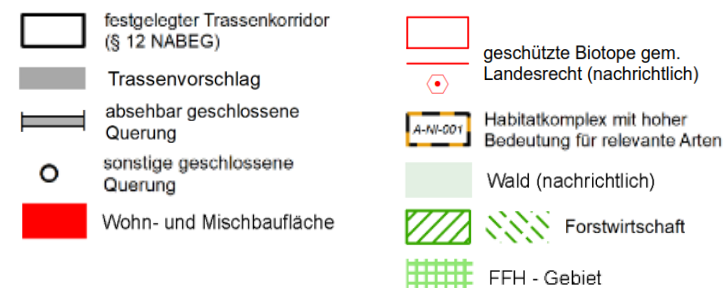 festgelegter Trassenkorridor
(§ 12 NABEG)
Trassenvorschlag
absehbar geschlossene
Querung
sonstige geschlossene
Querung
Wohn- und Mischbaufläche
geschützte Biotope gem.
Landesrecht (nachrichtlich)
A-NI-001
Habitatkomplex mit hoher
Bedeutung für relevante Arten
Wald (nachrichtlich)
Forstwirtschaft
FFH - Gebiet